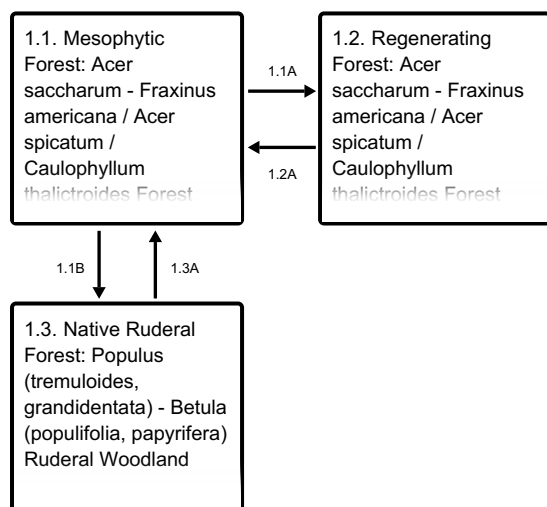 1.1. Mesophytic
Forest: Acer
saccharum - Fraxinus
americana / Acer
spicatum /
Caulophyllum
thalictroides Forest
1.1A
1.2A
1.2. Regenerating
Forest: Acer
saccharum - Fraxinus
americana / Acer
spicatum /
Caulophyllum
thalictroides Forest
1.1B
1.3A
1.3. Native Ruderal
Forest: Populus
(tremuloides,
grandidentata) - Betula
(populifolia, papyrifera)
Ruderal Woodland